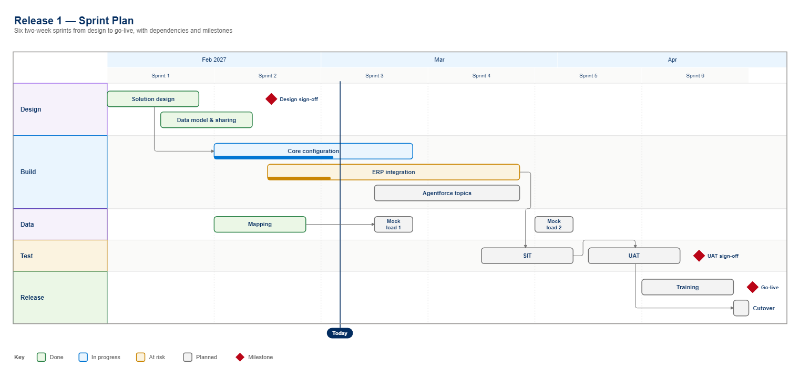 Release 1 — Sprint Plan
Six two-week sprints from design to go-live, with dependencies and milestones
Feb 2027
Mar
Apr
Sprint 1
Sprint 2
Sprint 3
Sprint 4
Sprint 5
Sprint 6
Design
Solution design
Design sign-off
Data model & sharing
Build
Core configuration
ERP integration
Agentforce topics
Data
Mapping
Mock
load 1
Mock
load 2
Test
SIT
UAT
UAT sign-off
Release
Training
Go-live
Cutover
Today
Key
Done
In progress
At risk
Planned
Milestone